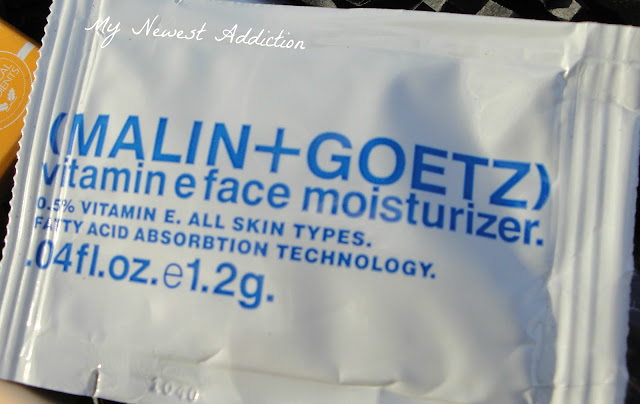 My Newest Addiction
(MALIN+GOETZ)
vitamin e face moisturizer.
0.5% VITAMIN E. ALL SKIN TYPES.
FATTY ACID ABSORBTION TECHNOLOGY.
.04fl.oz.e1.2g.
1040